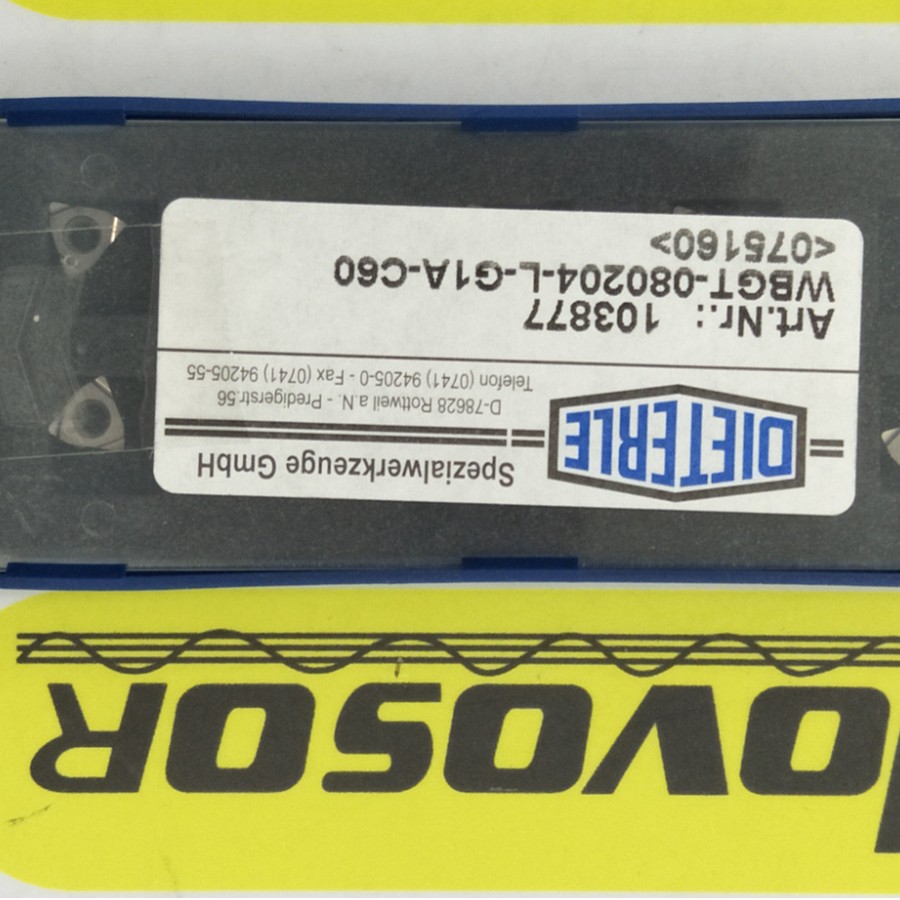 DIETERLE
Spezialwerkzeuge GmbH
D-78628 Rottweil a.N. - Predigerstr.56
Telefon (0741) 94205-0 - Fax (0741) 94205-55
Art.Nr.: 103877
WBGT-080204-L-G1A-C60
<075160>
OVOSOR